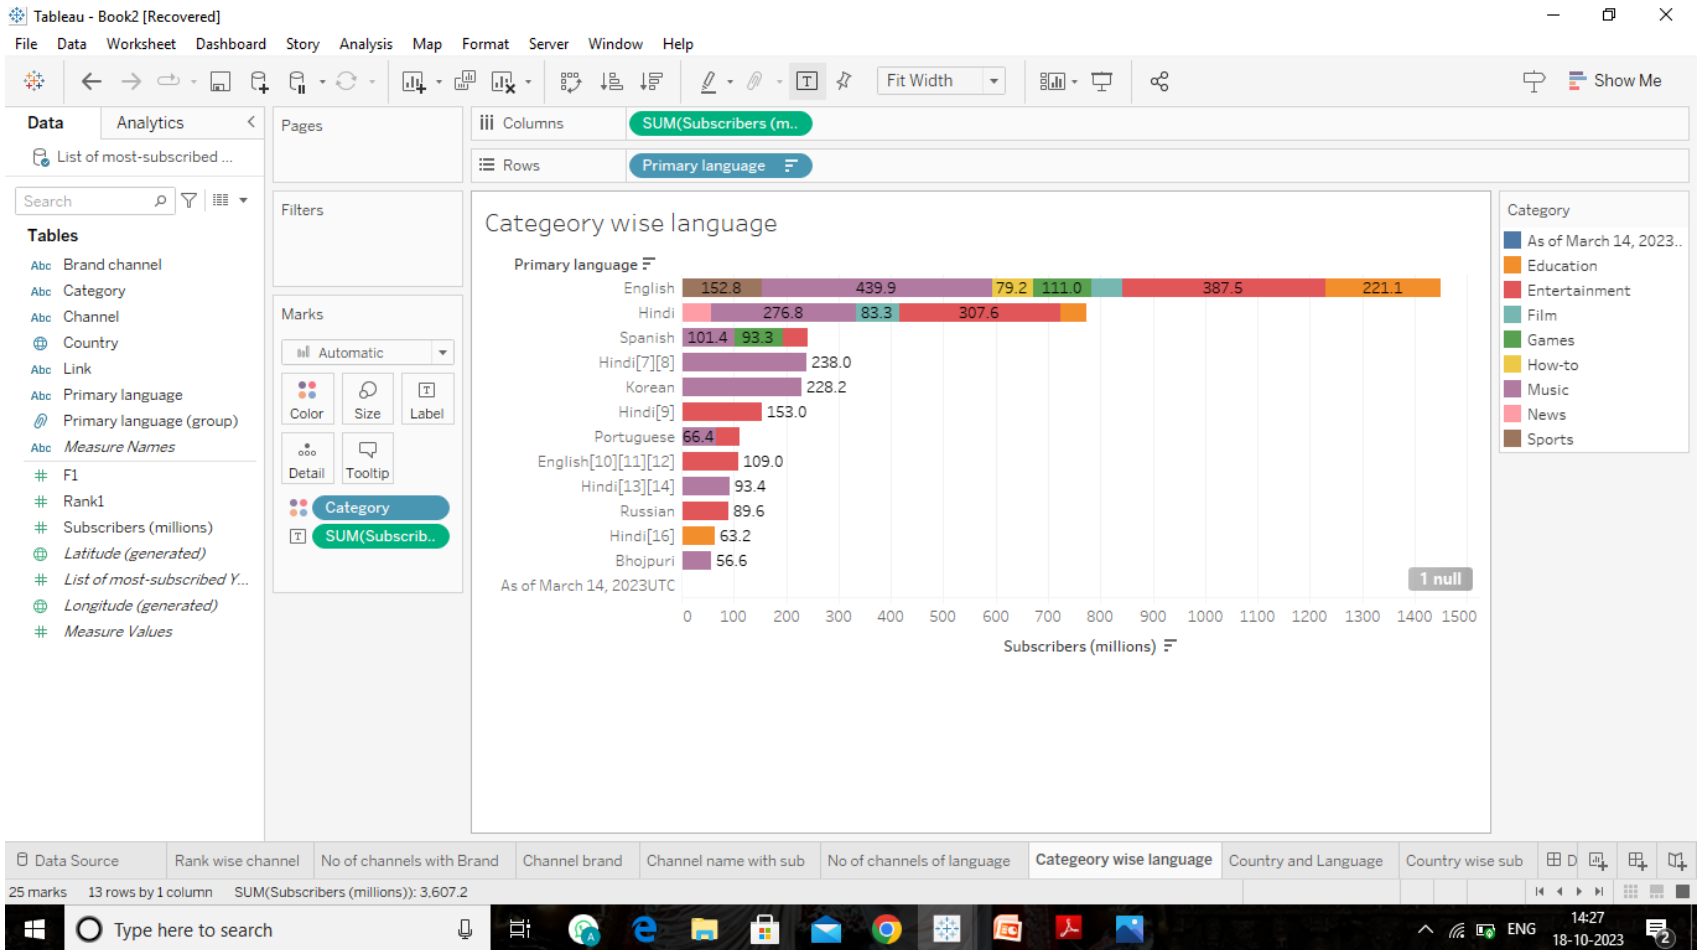 Tableau - Book2 [Recovered]
File Data Worksheet Dashboard Story Analysis Map Format Server Window Help
Fit Width
Show Me
Data Analytics
List of most-subscribed ...
Search
Tables
Abc Brand channel
Abc Category
Abc Channel
Country
Abc Link
Abc Primary language
Primary language (group)
Abc Measure Names
# F1
# Rank1
# Subscribers (millions)
Latitude (generated)
# List of most-subscribed Y...
Longitude (generated)
# Measure Values
Pages
Filters
Marks
Automatic
Color Size Label
Detail Tooltip
Category
SUM(Subscrib..
Columns SUM(Subscribers (m..
Rows Primary language
Categeory wise language
Primary language
English 152.8 439.9 79.2 111.0 387.5 221.1
Hindi 276.8 83.3 307.6
Spanish 101.4 93.3
Hindi[7][8] 238.0
Korean 228.2
Hindi[9] 153.0
Portuguese 66.4
English[10][11][12] 109.0
Hindi[13][14] 93.4
Russian 89.6
Hindi[16] 63.2
Bhojpuri 56.6
As of March 14, 2023UTC
1 null
0 100 200 300 400 500 600 700 800 900 1000 1100 1200 1300 1400 1500
Subscribers (millions)
Category
As of March 14, 2023..
Education
Entertainment
Film
Games
How-to
Music
News
Sports
Data Source Rank wise channel No of channels with Brand Channel brand Channel name with sub No of channels of language Categeory wise language Country and Language Country wise sub D
25 marks 13 rows by 1 column SUM(Subscribers (millions)): 3,607.2
Type here to search
ENG
14:27
18-10-2023
2